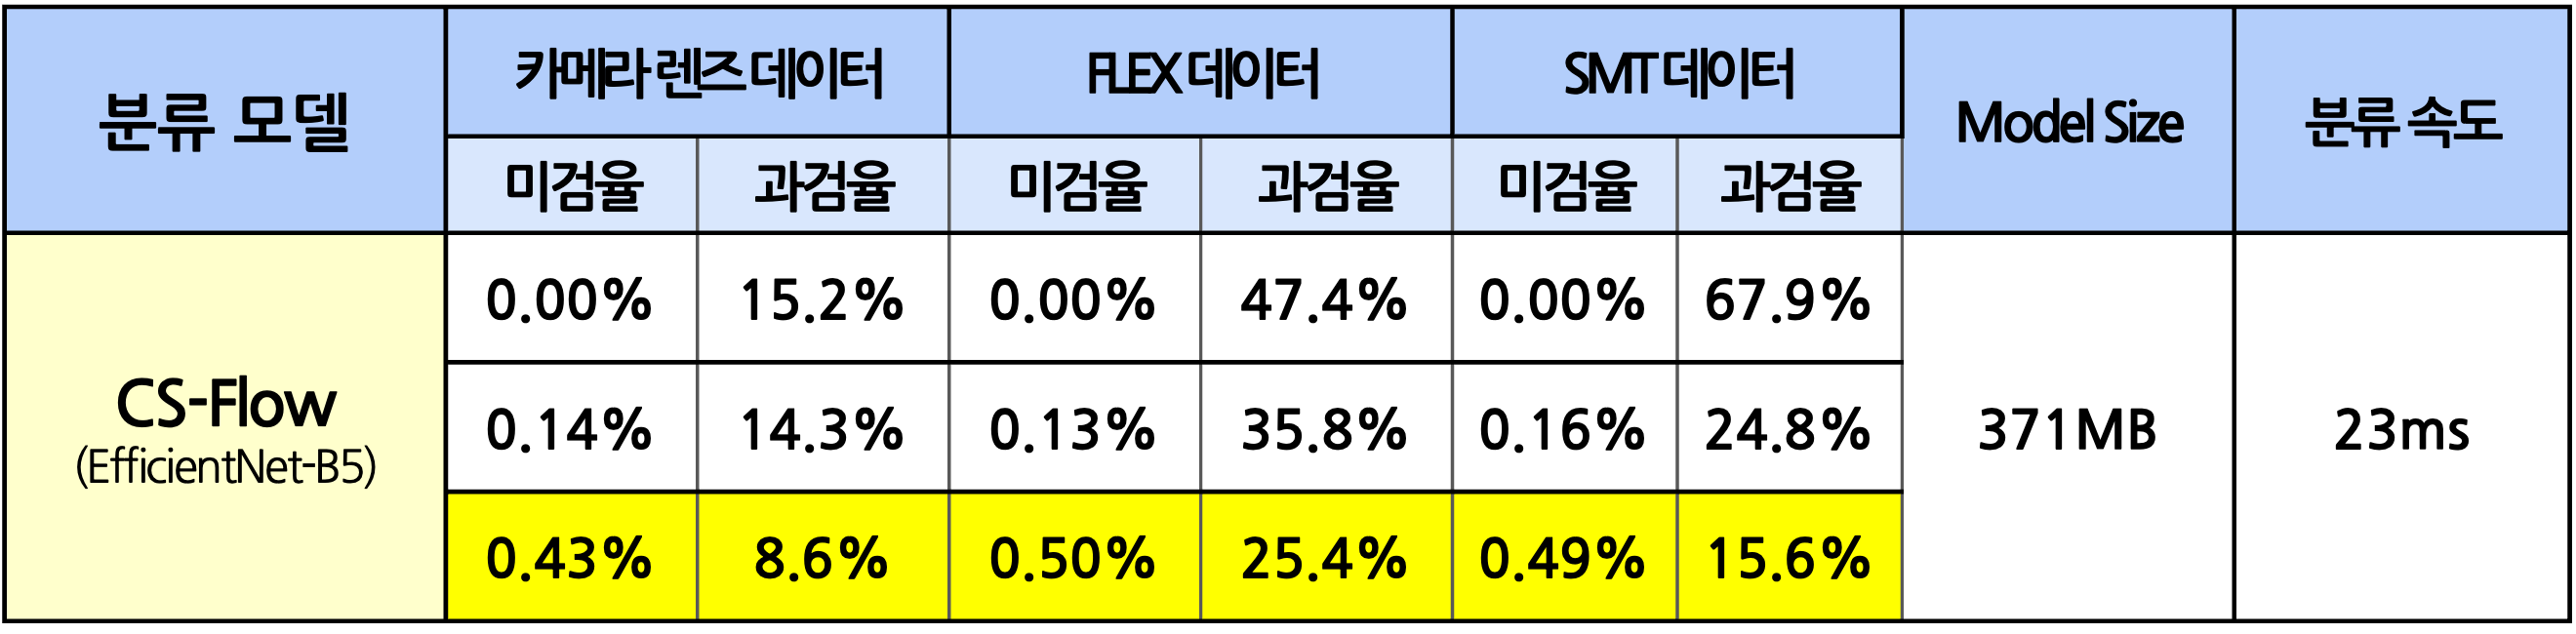 분류 모델
카메라 렌즈 데이터
FLEX 데이터
SMT 데이터
Model Size
분류 속도
미검율 과검율 미검율 과검율 미검율 과검율
CS-Flow
(EfficientNet-B5)
0.00% 15.2% 0.00% 47.4% 0.00% 67.9%
0.14% 14.3% 0.13% 35.8% 0.16% 24.8%
371MB
23ms
0.43% 8.6% 0.50% 25.4% 0.49% 15.6%